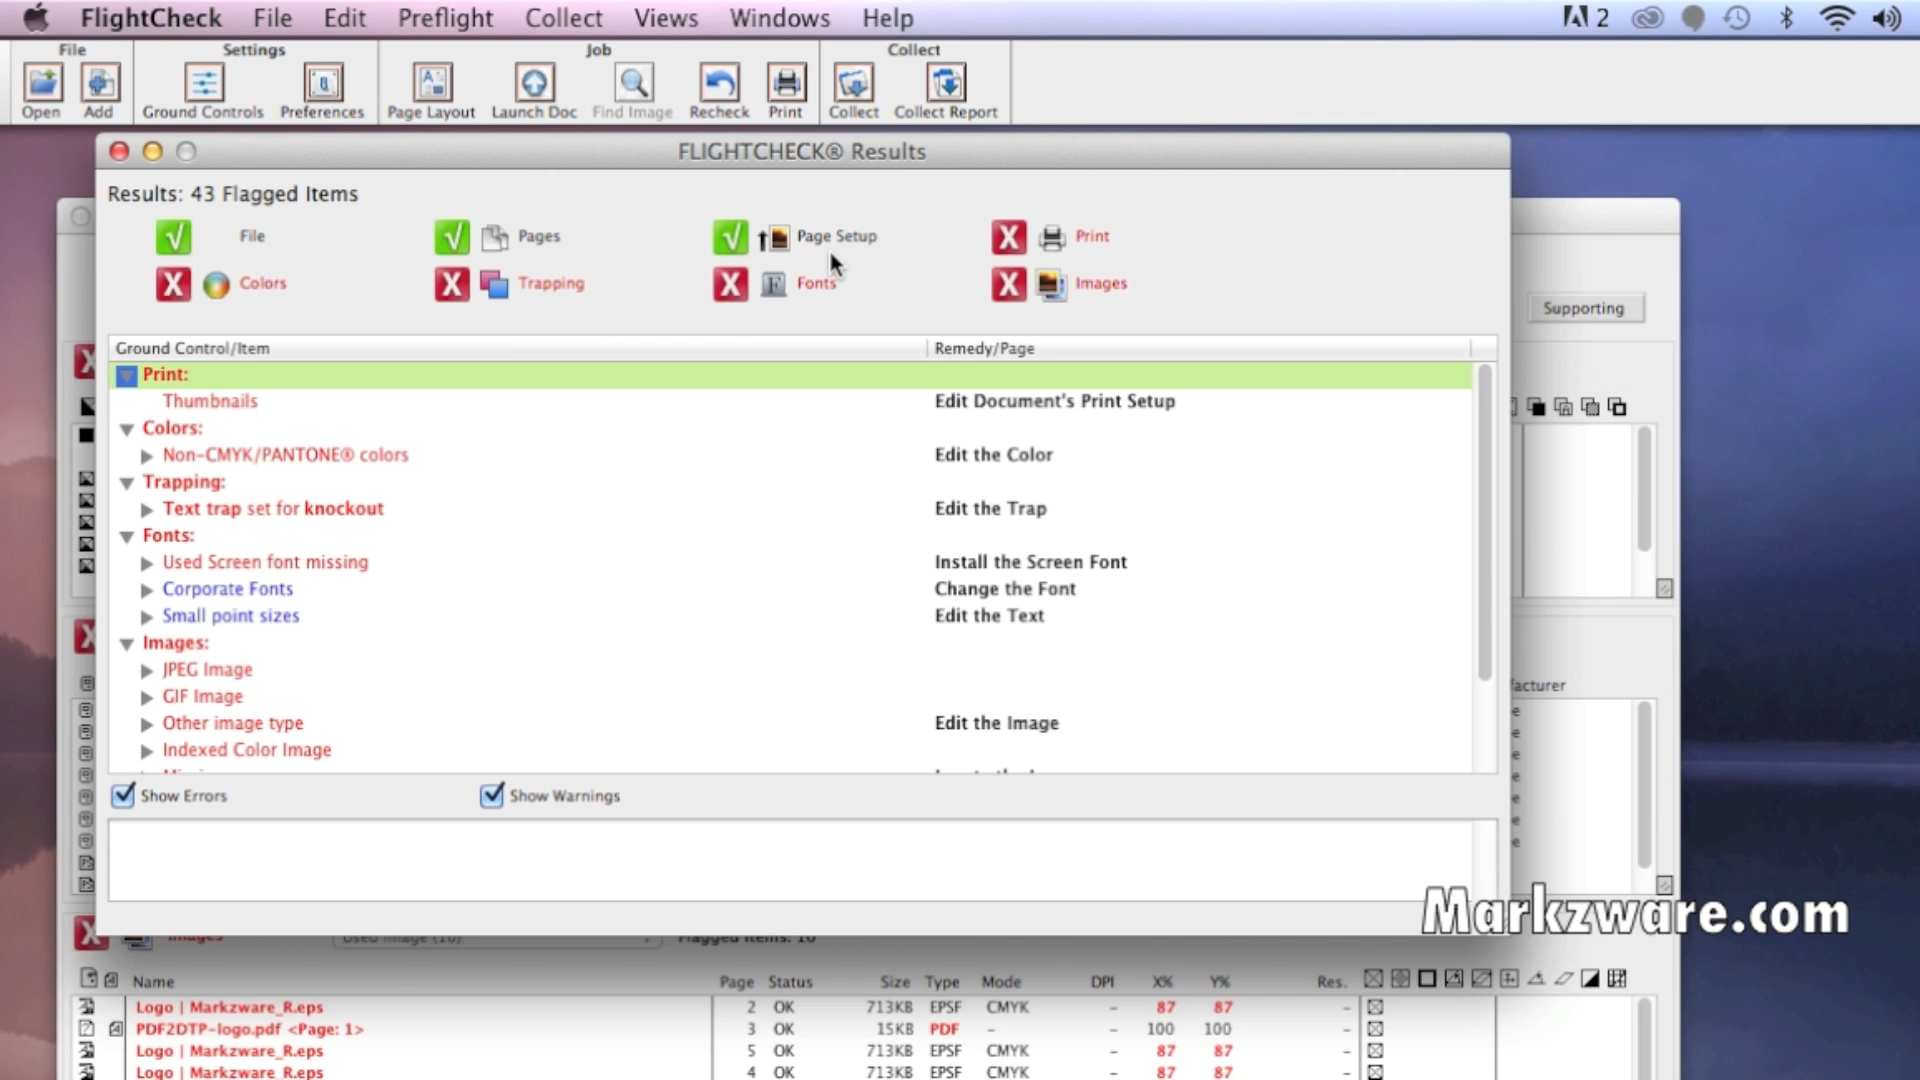 FlightCheck File Edit Preflight Collect Views Windows Help 2
File Settings Job Collect
Open Add Ground Controls Preferences Page Layout Launch Doc Find Image Recheck Print Collect Collect Report
FLIGHTCHECK® Results
Results: 43 Flagged Items
File Pages Page Setup Print
Colors Trapping Fonts Images
Supporting
Ground Control/Item Remedy/Page
Print:
Thumbnails Edit Document's Print Setup
Colors:
Non-CMYK/PANTONE® colors Edit the Color
Trapping:
Text trap set for knockout Edit the Trap
Fonts:
Used Screen font missing Install the Screen Font
Corporate Fonts Change the Font
Small point sizes Edit the Text
Images:
JPEG Image
GIF Image
Other image type Edit the Image
Indexed Color Image
Show Errors Show Warnings
Markzware.com
Name Page Status Size Type Mode DPI X% Y% Res.
Logo | Markzware_R.eps 2 OK 713KB EPSF CMYK - 87 87 -
PDF2DTP-logo.pdf <Page: 1> 3 OK 15KB PDF - - 100 100 -
Logo | Markzware_R.eps 5 OK 713KB EPSF CMYK - 87 87 -
Logo | Markzware_R.eps 4 OK 713KB EPSF CMYK - 87 87 -